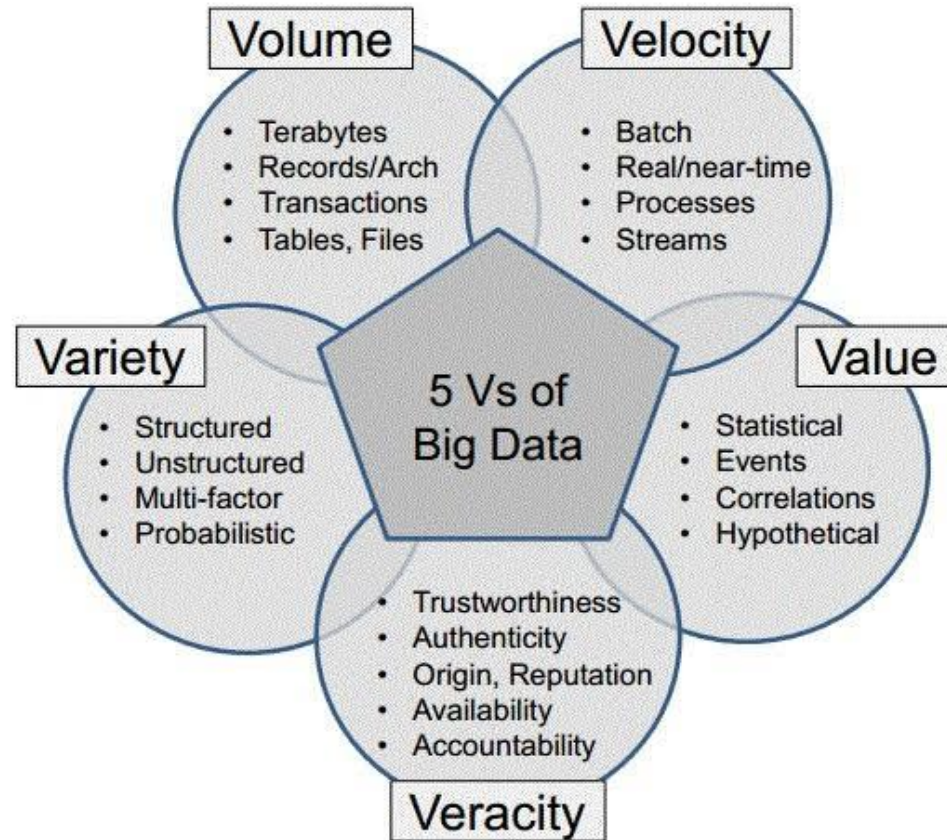 Volume
• Terabytes
• Records/Arch
• Transactions
• Tables, Files
Velocity
• Batch
• Real/near-time
• Processes
• Streams
Variety
• Structured
• Unstructured
• Multi-factor
• Probabilistic
5 Vs of
Big Data
Value
• Statistical
• Events
• Correlations
• Hypothetical
• Trustworthiness
• Authenticity
• Origin, Reputation
• Availability
• Accountability
Veracity